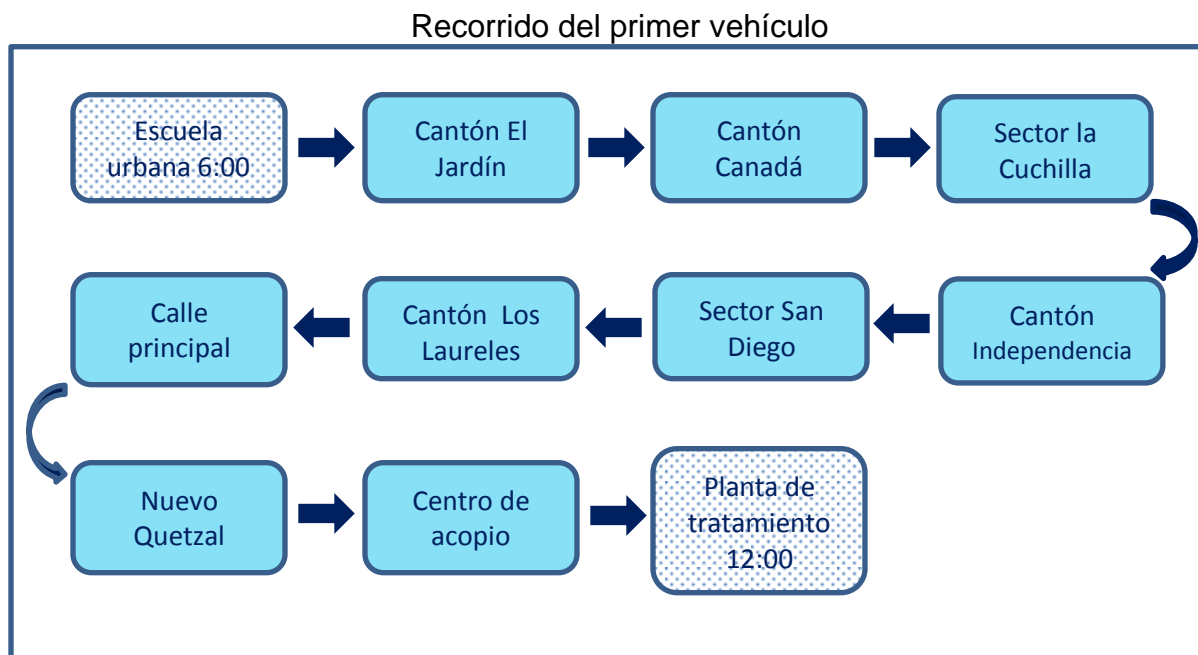 Recorrido del primer vehículo
Escuela
urbana 6:00
Cantón El
Jardín
Cantón
Canadá
Sector la
Cuchilla
Cantón
Independencia
Sector San
Diego
Cantón Los
Laureles
Calle
principal
Nuevo
Quetzal
Centro de
acopio
Planta de
tratamiento
12:00